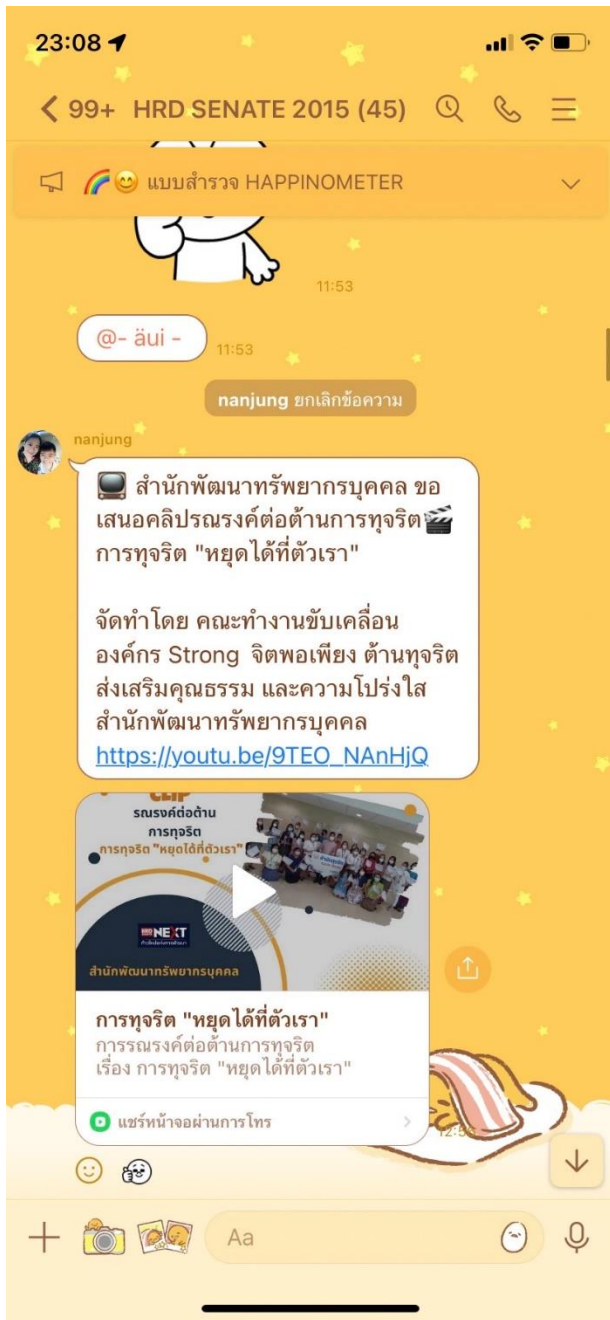 23:08
99+ HRD SENATE 2015 (45)
🌈😊 แบบสำรวจ HAPPINOMETER
11:53
@- äui -
11:53
nanjung ยกเลิกข้อความ
nanjung
📺 สำนักพัฒนาทรัพยากรบุคคล ขอ
เสนอคลิปรณรงค์ต่อต้านการทุจริต🎬
การทุจริต "หยุดได้ที่ตัวเรา"
จัดทำโดย คณะทำงานขับเคลื่อน
องค์กร Strong จิตพอเพียง ต้านทุจริต
ส่งเสริมคุณธรรม และความโปร่งใส
สำนักพัฒนาทรัพยากรบุคคล
https://youtu.be/9TEO_NAnHjQ
CLIP
รณรงค์ต่อต้าน
การทุจริต
การทุจริต "หยุดได้ที่ตัวเรา"
NEXT
สำนักพัฒนาทรัพยากรบุคคล
การทุจริต "หยุดได้ที่ตัวเรา"
การรณรงค์ต่อต้านการทุจริต
เรื่อง การทุจริต "หยุดได้ที่ตัวเรา"
แชร์หน้าจอผ่านการโทร
Aa